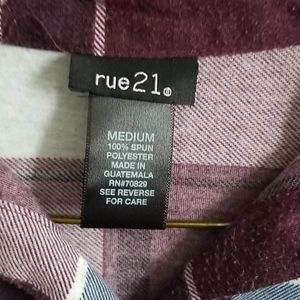 rue21
MEDIUM
100% SPUN
POLYESTER
MADE IN
GUATEMALA
RN#70829
SEE REVERSE
FOR CARE